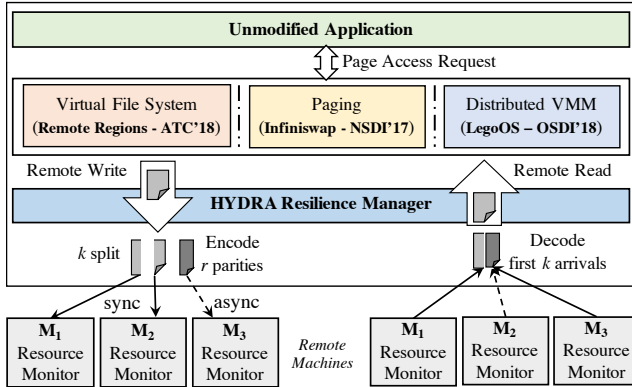 Unmodified Application
Page Access Request
Virtual File System
(Remote Regions - ATC'18)
Paging
(Infiniswap - NSDI'17)
Distributed VMM
(LegoOS – OSDI'18)
Remote Write
Remote Read
HYDRA Resilience Manager
k split
Encode
r parities
Decode
first k arrivals
sync
async
M1
Resource
Monitor
M2
Resource
Monitor
M3
Resource
Monitor
Remote
Machines
M1
Resource
Monitor
M2
Resource
Monitor
M3
Resource
Monitor